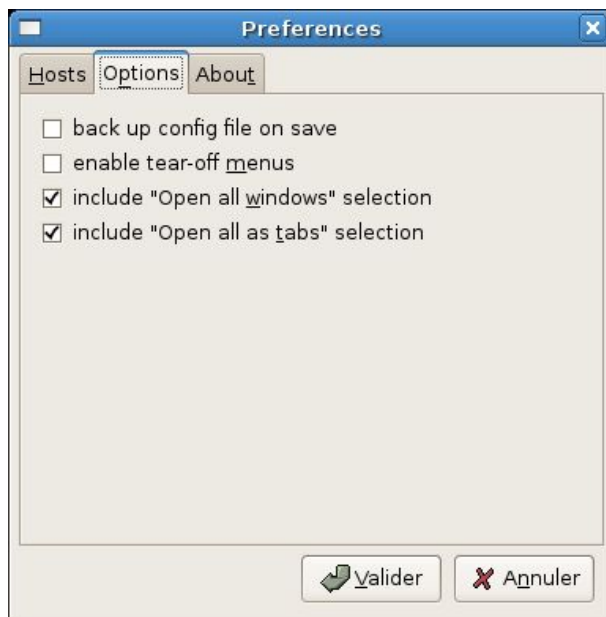 Preferences
Hosts Options About
back up config file on save
enable tear-off menus
include "Open all windows" selection
include "Open all as tabs" selection
Valider Annuler